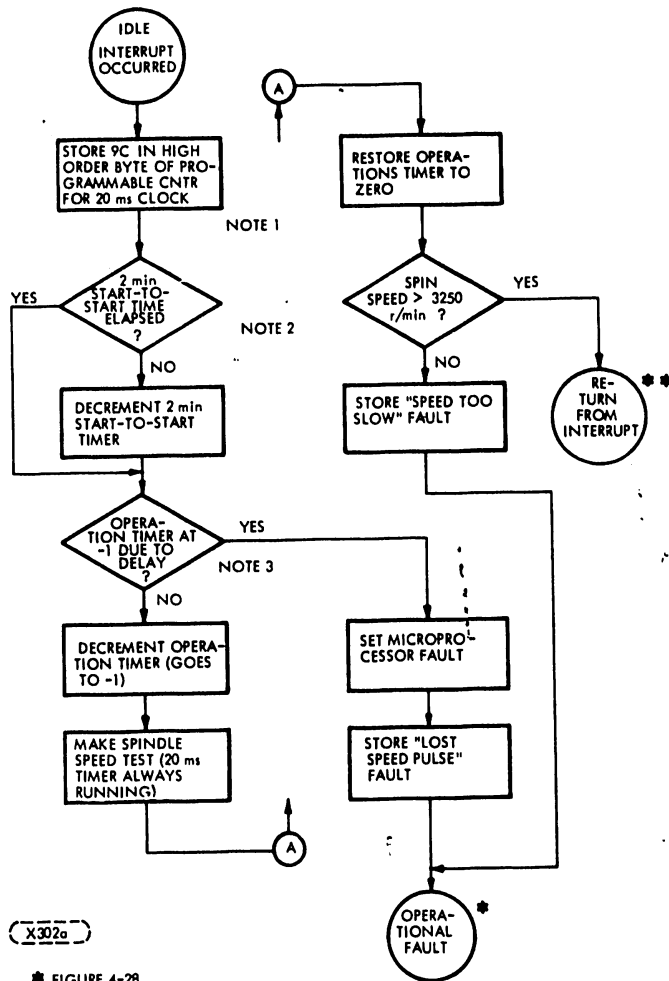 IDLE
INTERRUPT
OCCURRED
STORE 9C IN HIGH
ORDER BYTE OF PRO-
GRAMMABLE CNTR
FOR 20 ms CLOCK
NOTE 1
2 min
START-TO-
START TIME
ELAPSED
?
YES
NOTE 2
NO
DECREMENT 2 min
START-TO-START
TIMER
OPERA-
TION TIMER AT
-1 DUE TO
DELAY
?
YES
NOTE 3
NO
DECREMENT OPERA-
TION TIMER (GOES
TO -1)
MAKE SPINDLE
SPEED TEST (20 ms
TIMER ALWAYS
RUNNING)
A
A
RESTORE OPERA-
TIONS TIMER TO
ZERO
SPIN
SPEED > 3250
r/min ?
YES
NO
RE-
TURN
FROM
INTERRUPT
**
STORE "SPEED TOO
SLOW" FAULT
SET MICROPRO-
CESSOR FAULT
STORE "LOST
SPEED PULSE"
FAULT
OPERA-
TIONAL
FAULT
*
X302a
* FIGURE 4-28